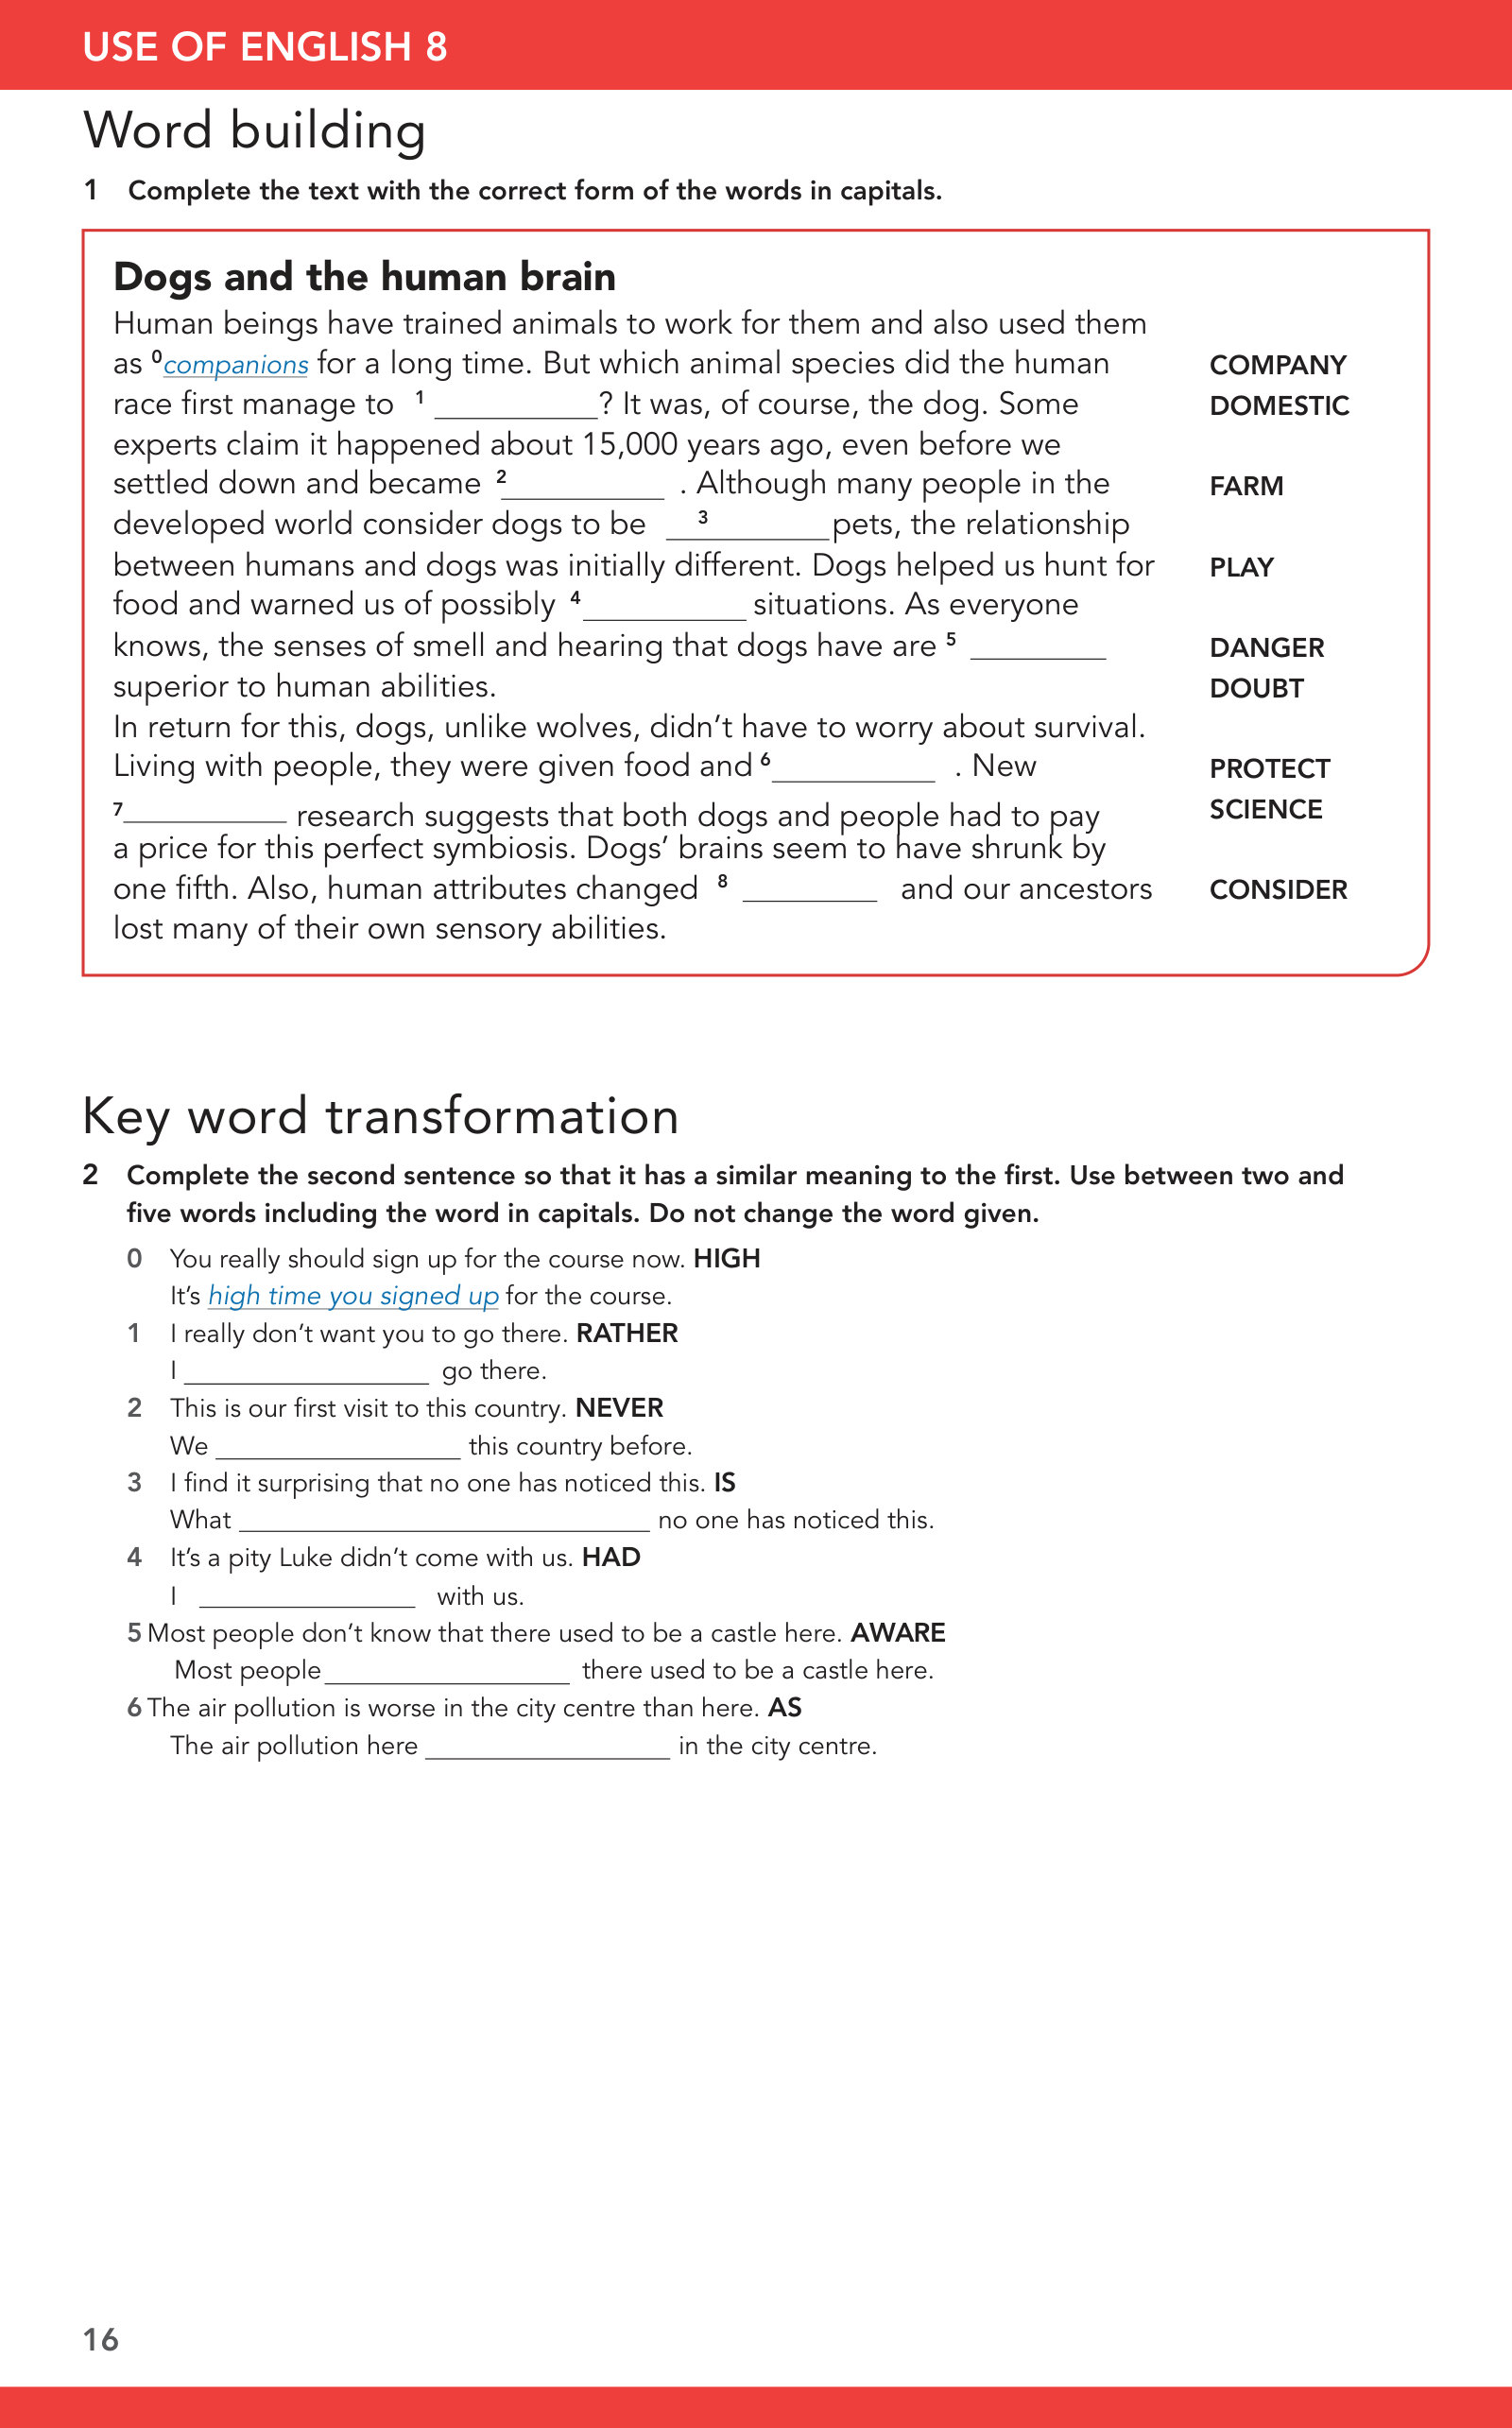 USE OF ENGLISH 8
Word building
1 Complete the text with the correct form of the words in capitals.
Dogs and the human brain
Human beings have trained animals to work for them and also used them
as 0 companions for a long time. But which animal species did the human COMPANY
race first manage to 1 __________? It was, of course, the dog. Some DOMESTIC
experts claim it happened about 15,000 years ago, even before we
settled down and became 2 __________ . Although many people in the FARM
developed world consider dogs to be 3 __________ pets, the relationship
between humans and dogs was initially different. Dogs helped us hunt for PLAY
food and warned us of possibly 4 __________ situations. As everyone
knows, the senses of smell and hearing that dogs have are 5 __________ DANGER
superior to human abilities. DOUBT
In return for this, dogs, unlike wolves, didn't have to worry about survival.
Living with people, they were given food and 6 __________ . New PROTECT
7 __________ research suggests that both dogs and people had to pay SCIENCE
a price for this perfect symbiosis. Dogs' brains seem to have shrunk by
one fifth. Also, human attributes changed 8 __________ and our ancestors CONSIDER
lost many of their own sensory abilities.
Key word transformation
2 Complete the second sentence so that it has a similar meaning to the first. Use between two and
five words including the word in capitals. Do not change the word given.
0 You really should sign up for the course now. HIGH
It's high time you signed up for the course.
1 I really don't want you to go there. RATHER
I __________ go there.
2 This is our first visit to this country. NEVER
We __________ this country before.
3 I find it surprising that no one has noticed this. IS
What __________ no one has noticed this.
4 It's a pity Luke didn't come with us. HAD
I __________ with us.
5 Most people don't know that there used to be a castle here. AWARE
Most people __________ there used to be a castle here.
6 The air pollution is worse in the city centre than here. AS
The air pollution here __________ in the city centre.
16